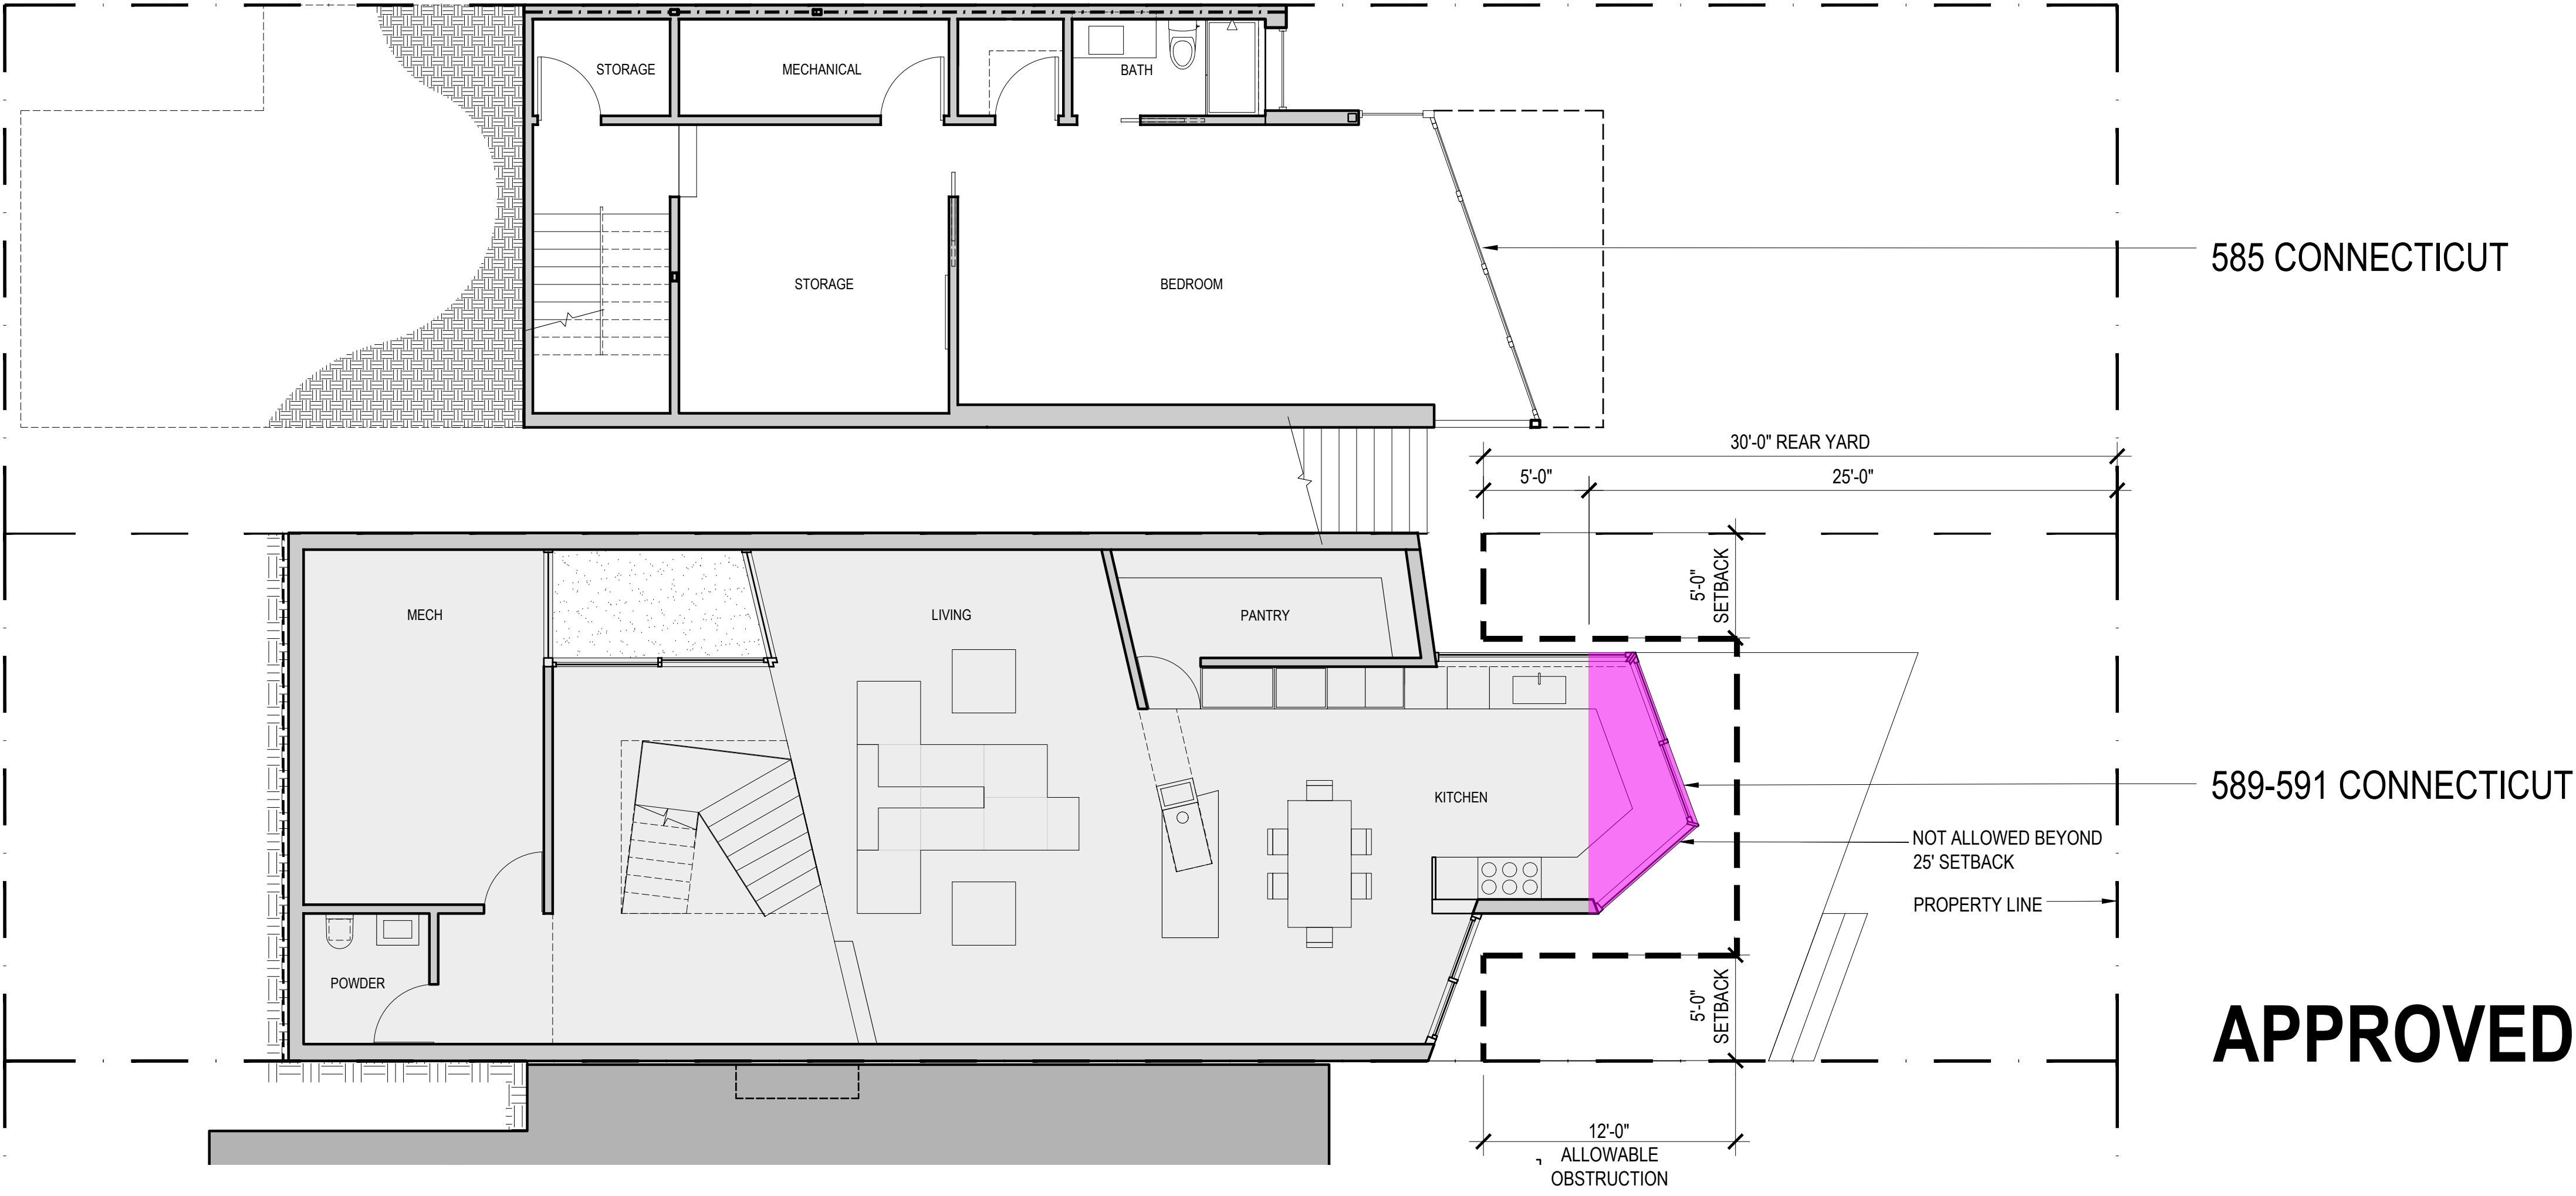 STORAGE
MECHANICAL
BATH
STORAGE
BEDROOM
585 CONNECTICUT
30'-0" REAR YARD
5'-0"
25'-0"
5'-0"
SETBACK
MECH
LIVING
PANTRY
KITCHEN
589-591 CONNECTICUT
NOT ALLOWED BEYOND
25' SETBACK
PROPERTY LINE
POWDER
5'-0"
SETBACK
APPROVED
12'-0"
ALLOWABLE
OBSTRUCTION